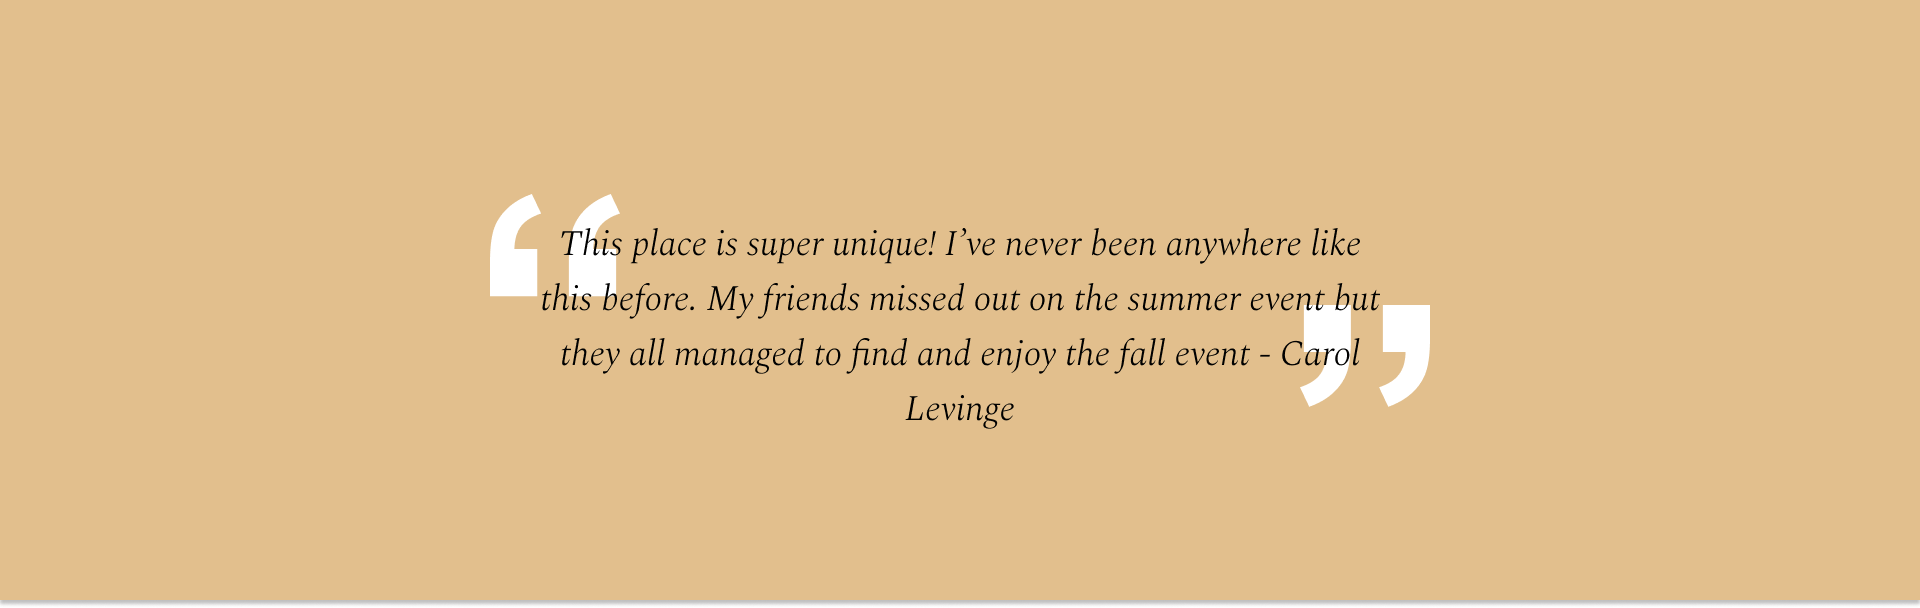 “
This place is super unique! I’ve never been anywhere like
this before. My friends missed out on the summer event but
they all managed to find and enjoy the fall event - Carol
Levinge
”